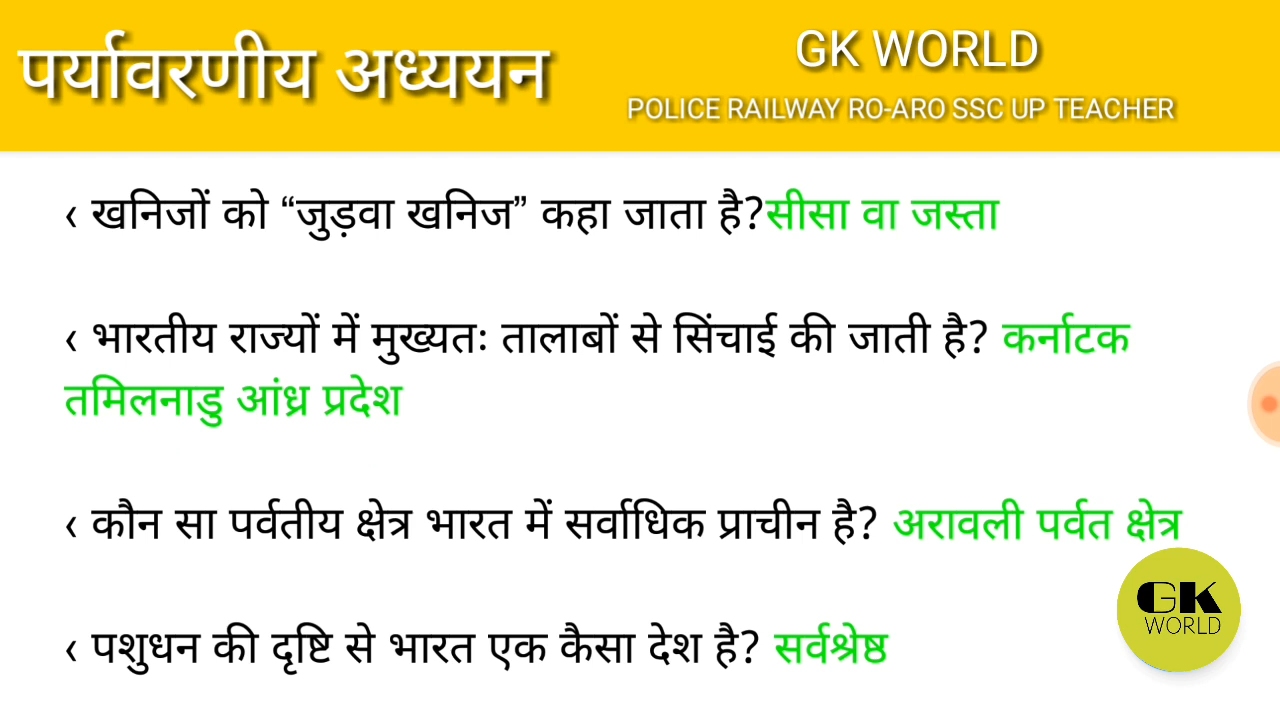 पर्यावरणीय अध्ययन
GK WORLD
POLICE RAILWAY RO-ARO SSC UP TEACHER
‹ खनिजों को “जुड़वा खनिज” कहा जाता है?सीसा वा जस्ता
‹ भारतीय राज्यों में मुख्यतः तालाबों से सिंचाई की जाती है? कर्नाटक
तमिलनाडु आंध्र प्रदेश
‹ कौन सा पर्वतीय क्षेत्र भारत में सर्वाधिक प्राचीन है? अरावली पर्वत क्षेत्र
‹ पशुधन की दृष्टि से भारत एक कैसा देश है? सर्वश्रेष्ठ
GK
WORLD